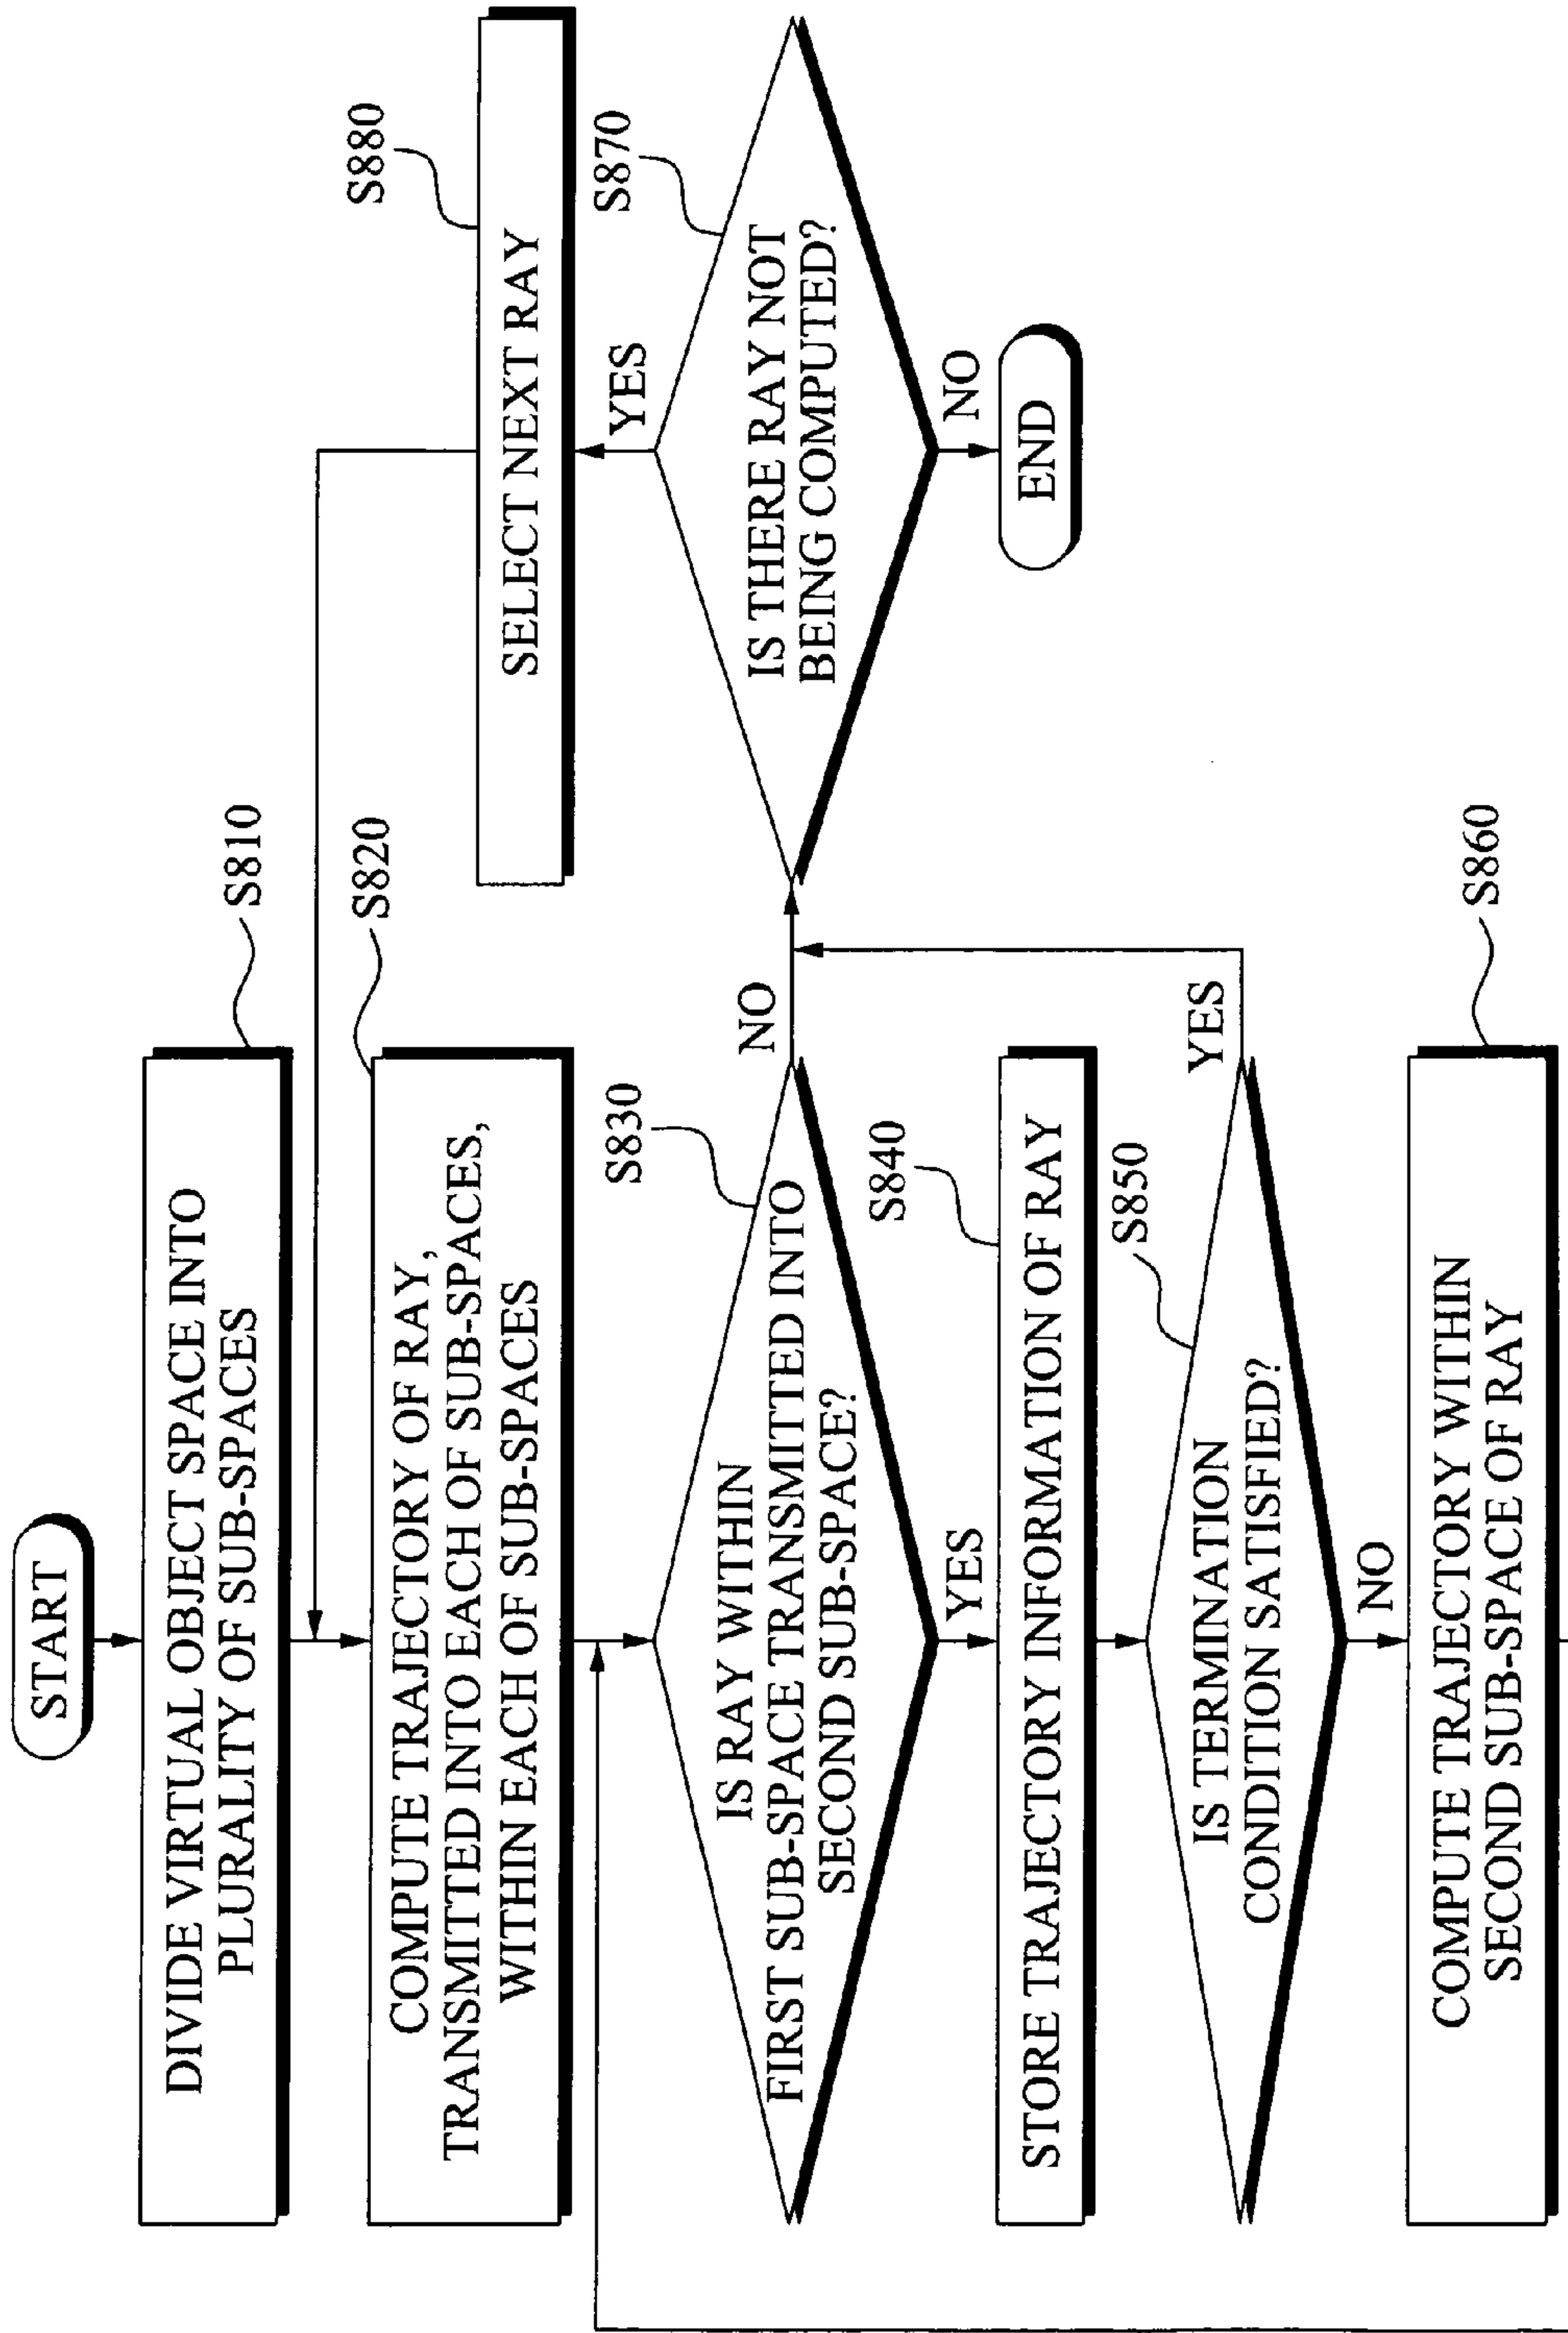 START
DIVIDE VIRTUAL OBJECT SPACE INTO
PLURALITY OF SUB-SPACES
S810
COMPUTE TRAJECTORY OF RAY,
TRANSMITTED INTO EACH OF SUB-SPACES,
WITHIN EACH OF SUB-SPACES
S820
IS RAY WITHIN
FIRST SUB-SPACE TRANSMITTED INTO
SECOND SUB-SPACE?
S830
NO
YES
STORE TRAJECTORY INFORMATION OF RAY
S840
IS TERMINATION
CONDITION SATISFIED?
S850
YES
NO
COMPUTE TRAJECTORY WITHIN
SECOND SUB-SPACE OF RAY
S860
SELECT NEXT RAY
S880
YES
IS THERE RAY NOT
BEING COMPUTED?
S870
NO
END